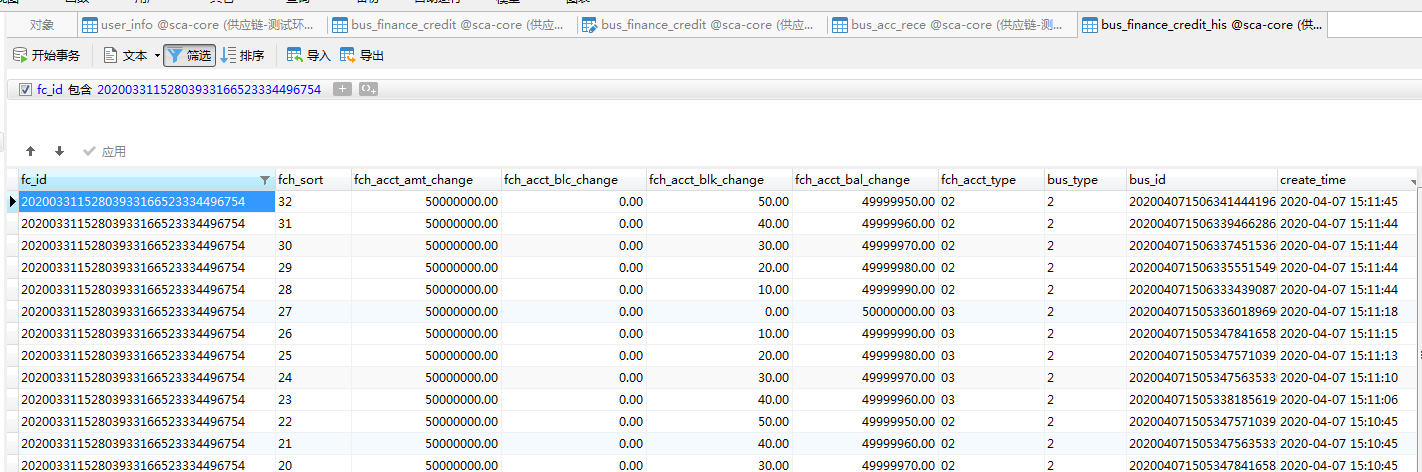 对象 user_info @sca-core (供应链-测试环... bus_finance_credit @sca-core (供应... bus_finance_credit @sca-core (供应... bus_acc_rece @sca-core (供应链-测... bus_finance_credit_his @sca-core (供...
开始事务 文本 筛选 排序 导入 导出
fc_id 包含 20200331152803933166523334496754
应用
fc_id fch_sort fch_acct_amt_change fch_acct_blc_change fch_acct_blk_change fch_acct_bal_change fch_acct_type bus_type bus_id create_time
20200331152803933166523334496754 32 50000000.00 0.00 50.00 49999950.00 02 2 202004071506341444196 2020-04-07 15:11:45
20200331152803933166523334496754 31 50000000.00 0.00 40.00 49999960.00 02 2 202004071506339466286 2020-04-07 15:11:44
20200331152803933166523334496754 30 50000000.00 0.00 30.00 49999970.00 02 2 202004071506337451536 2020-04-07 15:11:44
20200331152803933166523334496754 29 50000000.00 0.00 20.00 49999980.00 02 2 202004071506335551549 2020-04-07 15:11:44
20200331152803933166523334496754 28 50000000.00 0.00 10.00 49999990.00 02 2 202004071506333439087 2020-04-07 15:11:44
20200331152803933166523334496754 27 50000000.00 0.00 0.00 50000000.00 03 2 202004071505336018969 2020-04-07 15:11:18
20200331152803933166523334496754 26 50000000.00 0.00 10.00 49999990.00 03 2 202004071505347841658 2020-04-07 15:11:15
20200331152803933166523334496754 25 50000000.00 0.00 20.00 49999980.00 03 2 202004071505347571039 2020-04-07 15:11:13
20200331152803933166523334496754 24 50000000.00 0.00 30.00 49999970.00 03 2 202004071505347563533 2020-04-07 15:11:10
20200331152803933166523334496754 23 50000000.00 0.00 40.00 49999960.00 03 2 202004071505338185619 2020-04-07 15:11:06
20200331152803933166523334496754 22 50000000.00 0.00 50.00 49999950.00 02 2 202004071505347571039 2020-04-07 15:10:45
20200331152803933166523334496754 21 50000000.00 0.00 40.00 49999960.00 02 2 202004071505347563533 2020-04-07 15:10:45
20200331152803933166523334496754 20 50000000.00 0.00 30.00 49999970.00 02 2 202004071505347841658 2020-04-07 15:10:45